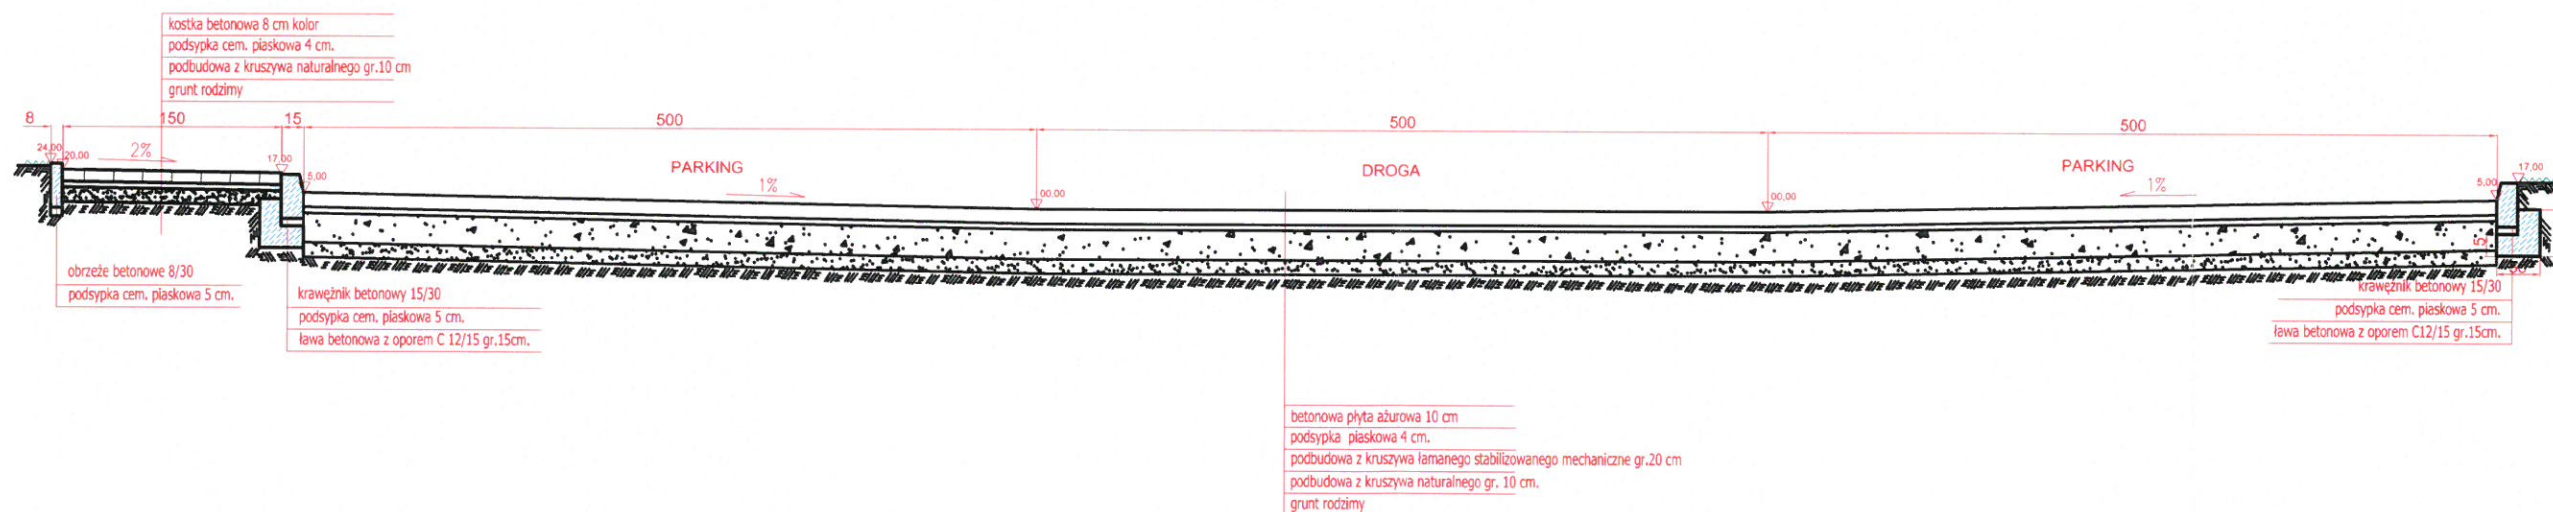 kostka betonowa 8 cm kolor
podsypka cem. piaskowa 4 cm.
podbudowa z kruszywa naturalnego gr.10 cm
grunt rodzimy
8 150 15 500 500 500
24,00 20,00 2% 17,00 5,00
PARKING 1%
00,00
DROGA
00,00
PARKING 1%
5,00 17,00
5
obrzeże betonowe 8/30
podsypka cem. piaskowa 5 cm.
krawężnik betonowy 15/30
podsypka cem. piaskowa 5 cm.
ława betonowa z oporem C 12/15 gr.15cm.
krawężnik betonowy 15/30
podsypka cem. piaskowa 5 cm.
ława betonowa z oporem C12/15 gr.15cm.
betonowa płyta ażurowa 10 cm
podsypka piaskowa 4 cm.
podbudowa z kruszywa łamanego stabilizowanego mechaniczne gr.20 cm
podbudowa z kruszywa naturalnego gr. 10 cm.
grunt rodzimy